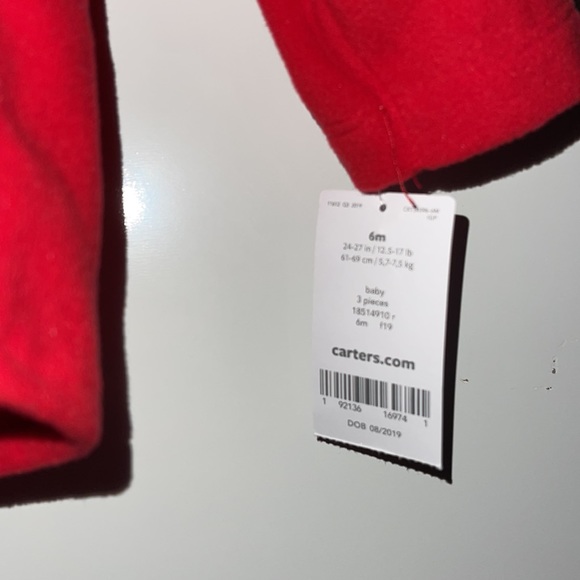 6m
24-27 in / 12.5-17 lb
61-69 cm / 5,7-7,5 kg
baby
3 pieces
18514910 r
6m f19
carters.com
1 92136 16974 1
DOB 08/2019